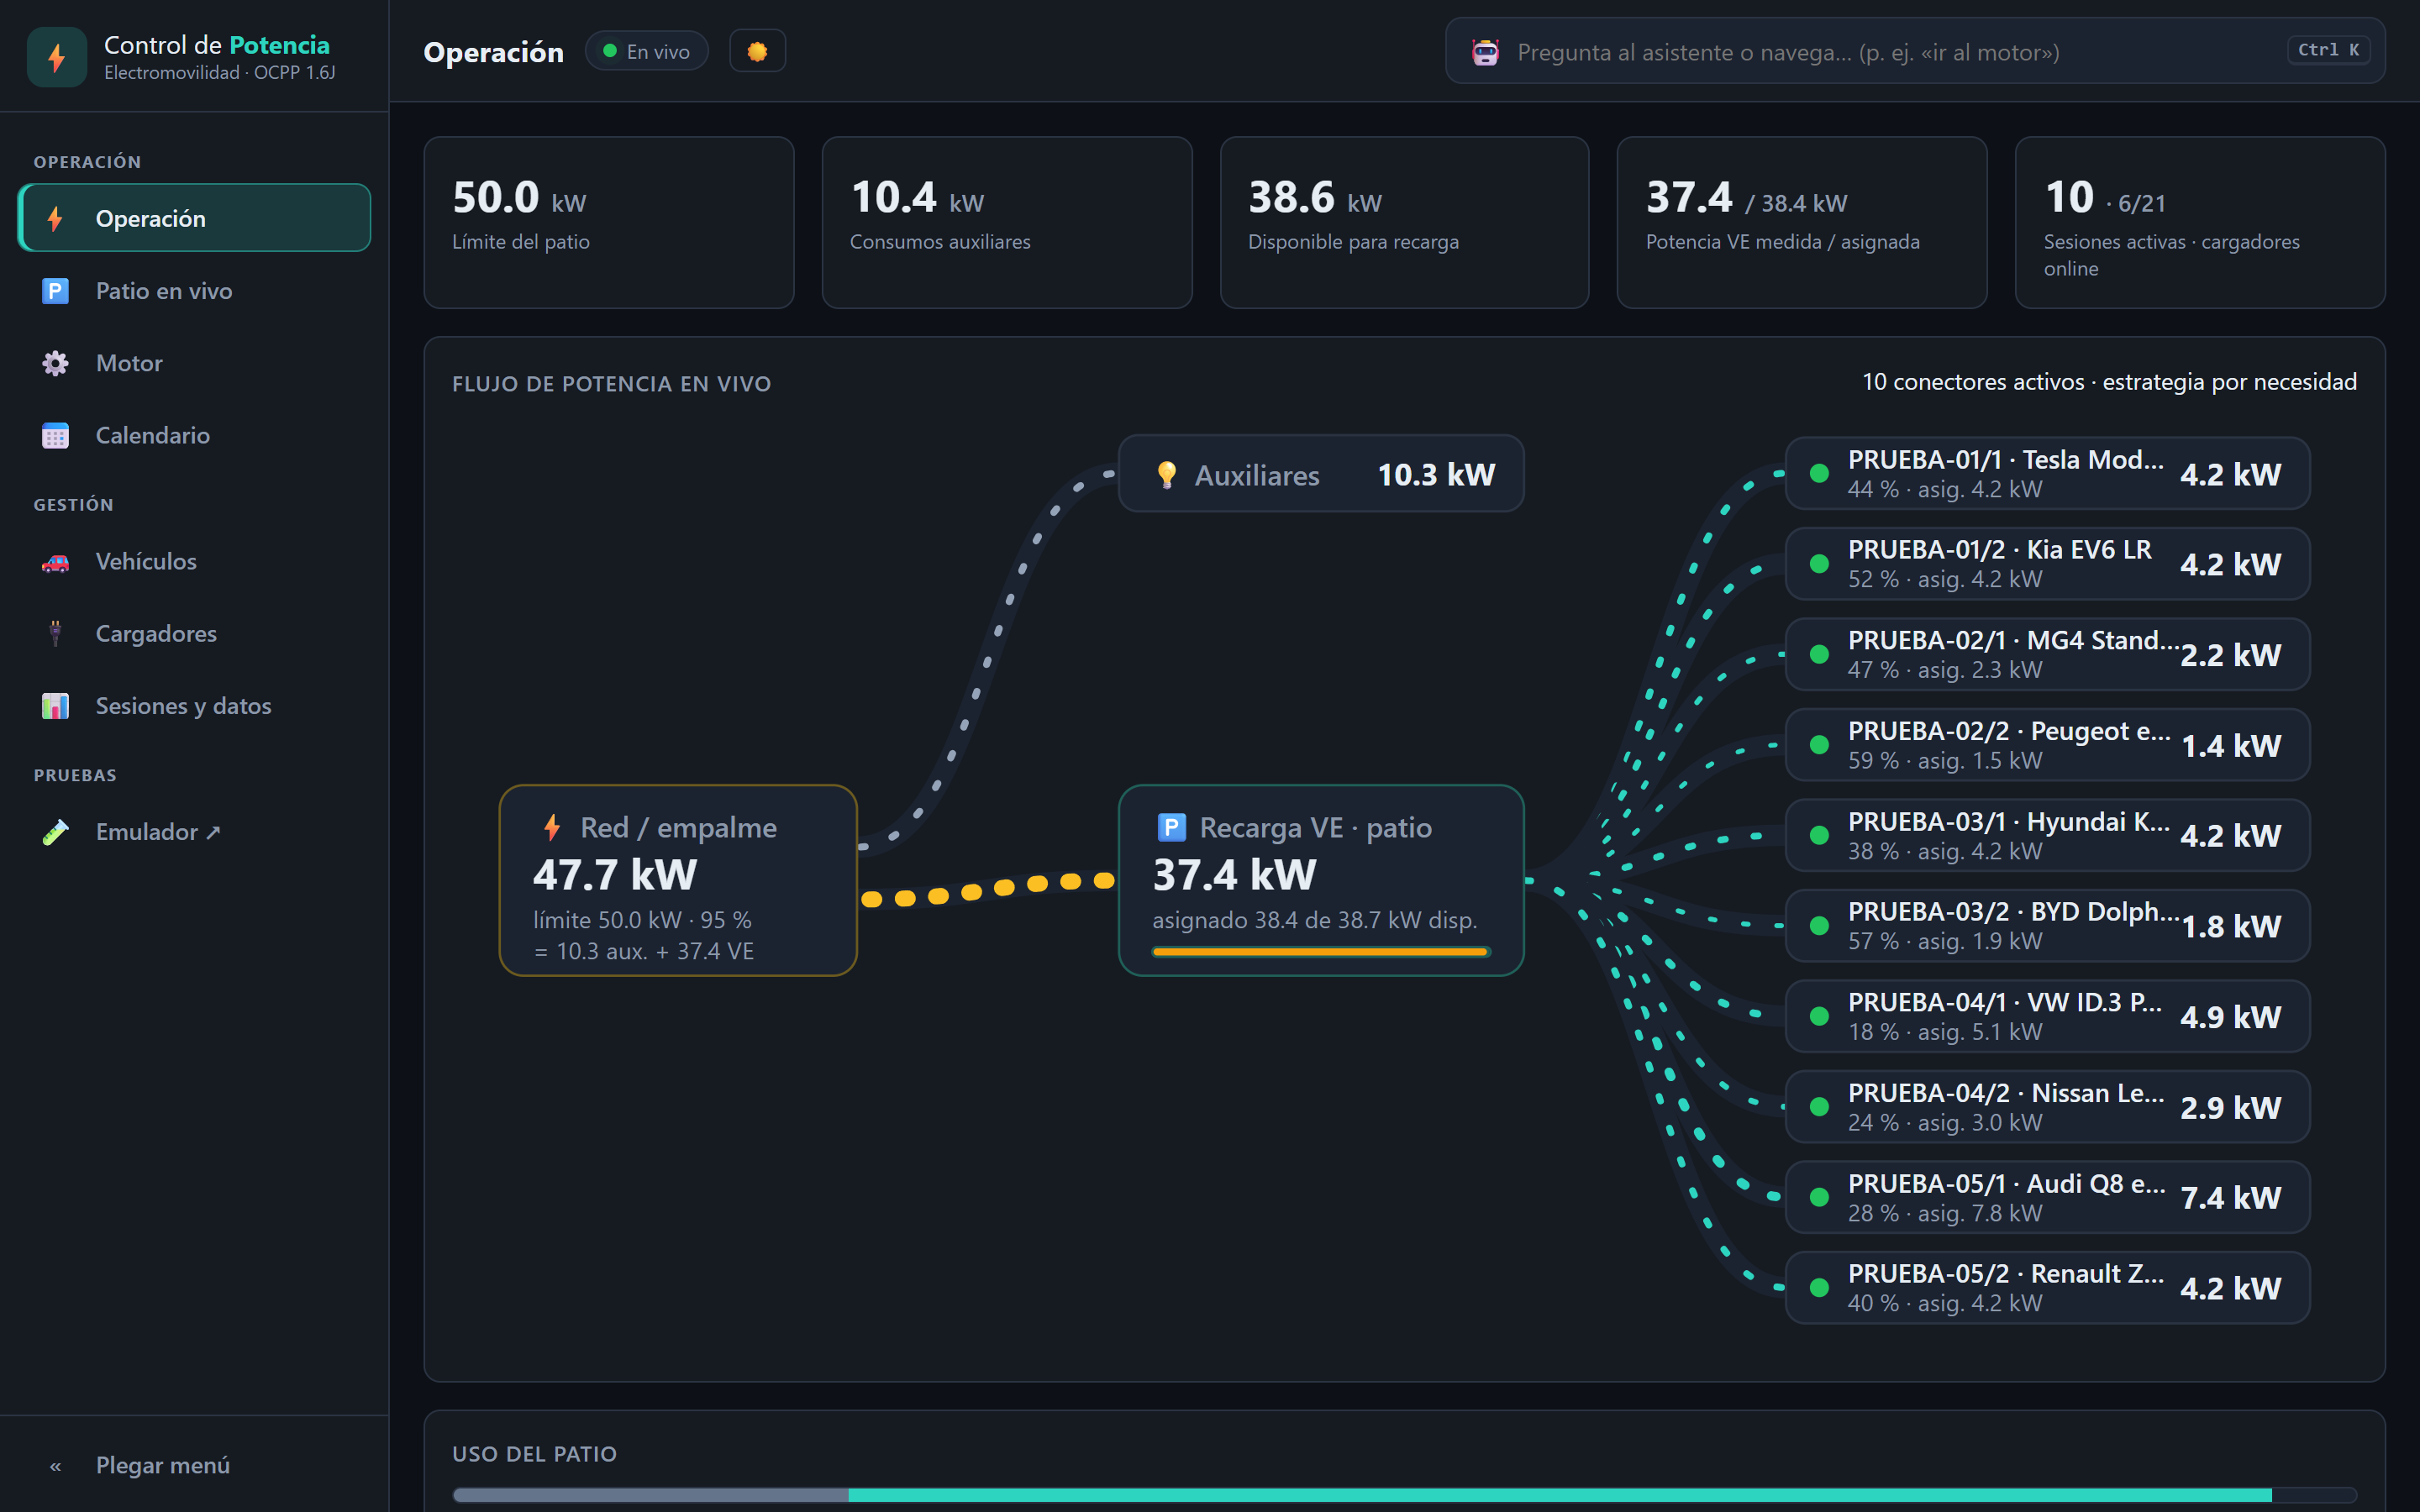 Control de Potencia
Electromovilidad · OCPP 1.6J
OPERACIÓN
Operación
Patio en vivo
Motor
Calendario
GESTIÓN
Vehículos
Cargadores
Sesiones y datos
PRUEBAS
Emulador ↗
« Plegar menú
Operación
En vivo
Pregunta al asistente o navega... (p. ej. «ir al motor»)
Ctrl K
50.0 kW
Límite del patio
10.4 kW
Consumos auxiliares
38.6 kW
Disponible para recarga
37.4 / 38.4 kW
Potencia VE medida / asignada
10 · 6/21
Sesiones activas · cargadores
online
FLUJO DE POTENCIA EN VIVO
10 conectores activos · estrategia por necesidad
Red / empalme
47.7 kW
límite 50.0 kW · 95 %
= 10.3 aux. + 37.4 VE
Auxiliares 10.3 kW
P Recarga VE · patio
37.4 kW
asignado 38.4 de 38.7 kW disp.
PRUEBA-01/1 · Tesla Mod... 4.2 kW
44 % · asig. 4.2 kW
PRUEBA-01/2 · Kia EV6 LR 4.2 kW
52 % · asig. 4.2 kW
PRUEBA-02/1 · MG4 Stand... 2.2 kW
47 % · asig. 2.3 kW
PRUEBA-02/2 · Peugeot e... 1.4 kW
59 % · asig. 1.5 kW
PRUEBA-03/1 · Hyundai K... 4.2 kW
38 % · asig. 4.2 kW
PRUEBA-03/2 · BYD Dolph... 1.8 kW
57 % · asig. 1.9 kW
PRUEBA-04/1 · VW ID.3 P... 4.9 kW
18 % · asig. 5.1 kW
PRUEBA-04/2 · Nissan Le... 2.9 kW
24 % · asig. 3.0 kW
PRUEBA-05/1 · Audi Q8 e... 7.4 kW
28 % · asig. 7.8 kW
PRUEBA-05/2 · Renault Z... 4.2 kW
40 % · asig. 4.2 kW
USO DEL PATIO